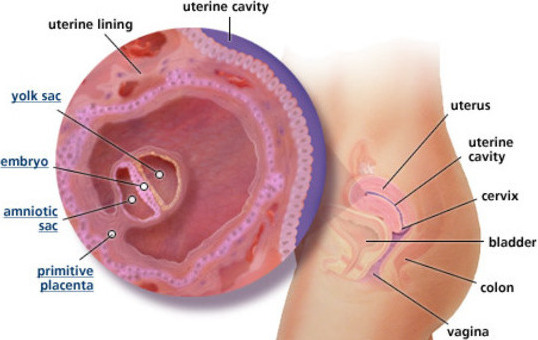 uterine cavity
uterine lining
yolk sac
embryo
amniotic
sac
primitive
placenta
uterus
uterine
cavity
cervix
bladder
colon
vagina